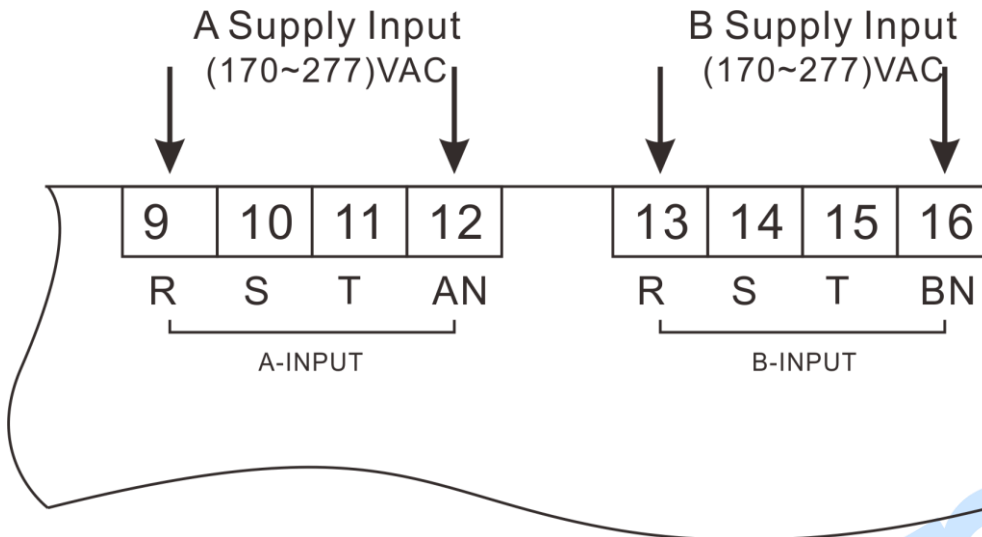 A Supply Input B Supply Input
(170~277)VAC (170~277)VAC
9 10 11 12 13 14 15 16
R S T AN R S T BN
A-INPUT B-INPUT